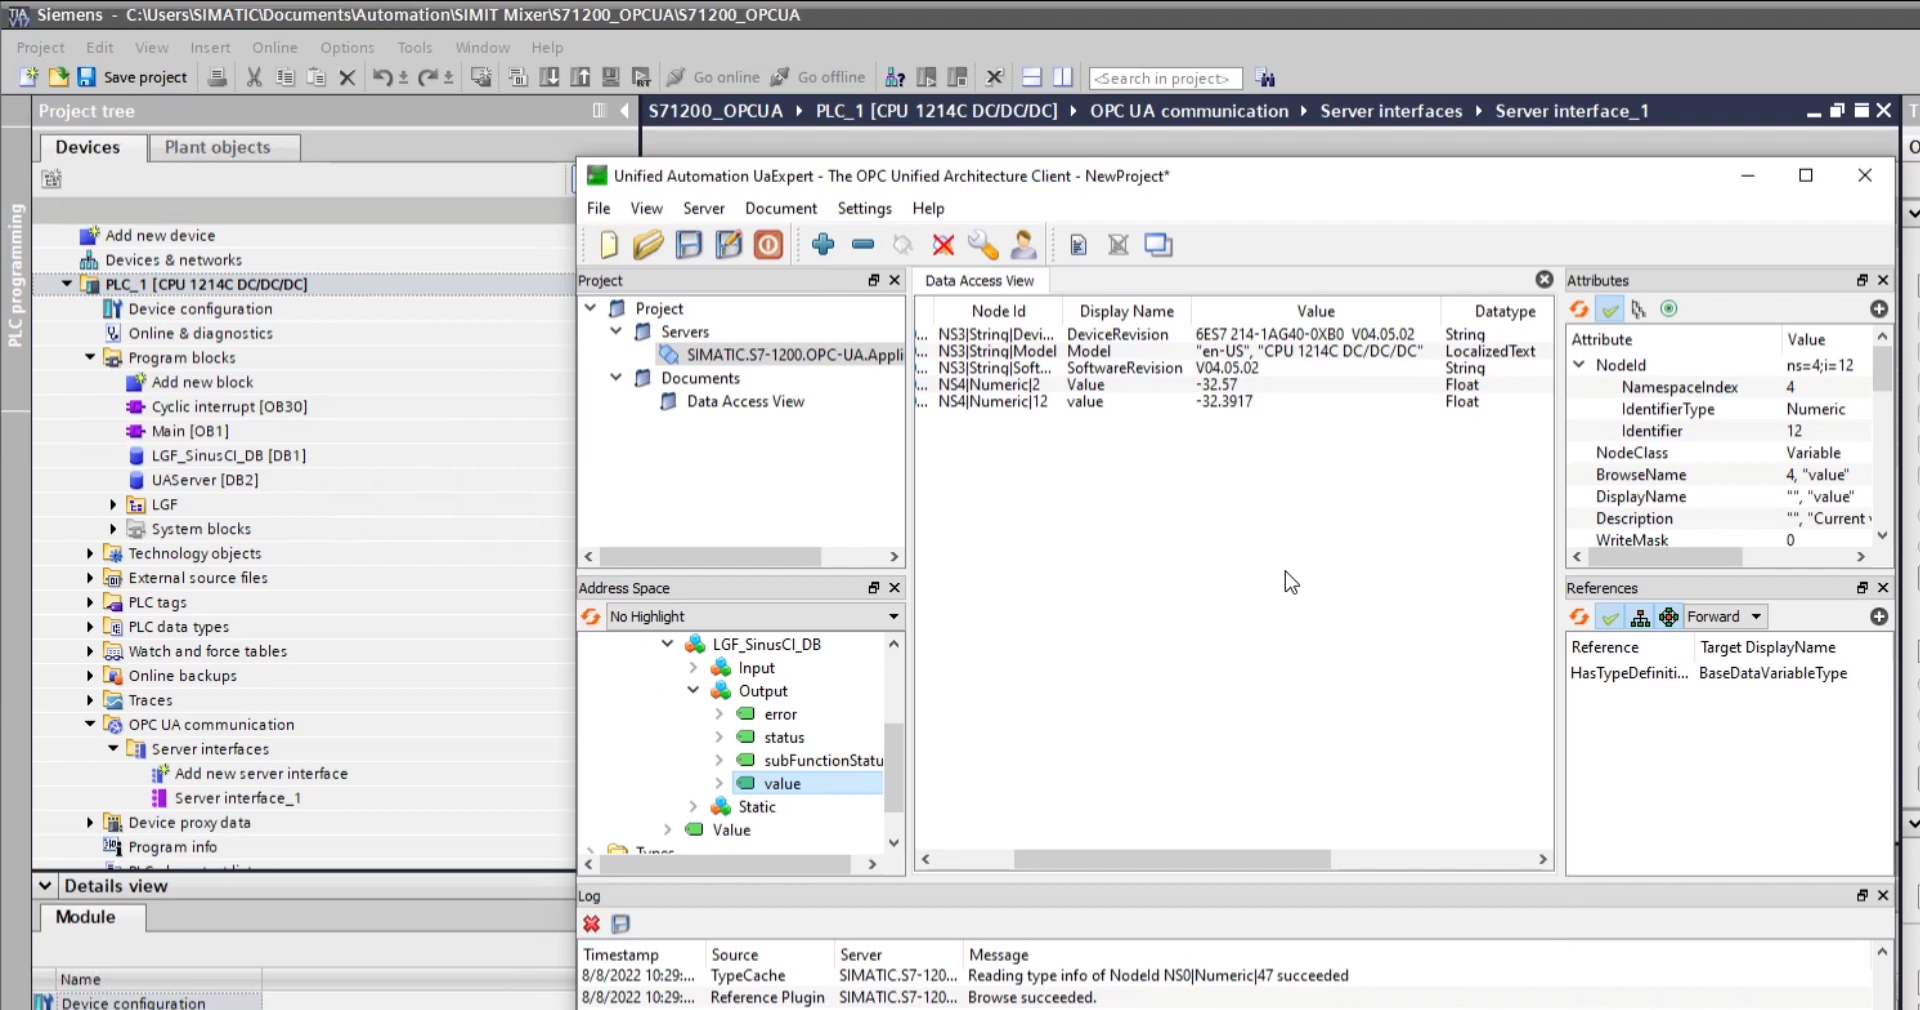 Siemens - C:\Users\SIMATIC\Documents\Automation\SIMIT Mixer\S71200_OPCUA\S71200_OPCUA
Project Edit View Insert Online Options Tools Window Help
Save project Go online Go offline <Search in project>
Project tree
S71200_OPCUA PLC_1 [CPU 1214C DC/DC/DC] OPC UA communication Server interfaces Server interface_1
Devices Plant objects
PLC programming
Add new device
Devices & networks
PLC_1 [CPU 1214C DC/DC/DC]
Device configuration
Online & diagnostics
Program blocks
Add new block
Cyclic interrupt [OB30]
Main [OB1]
LGF_SinusCI_DB [DB1]
UAServer [DB2]
LGF
System blocks
Technology objects
External source files
PLC tags
PLC data types
Watch and force tables
Online backups
Traces
OPC UA communication
Server interfaces
Add new server interface
Server interface_1
Device proxy data
Program info
Details view
Module
Name
Device configuration
Unified Automation UaExpert - The OPC Unified Architecture Client - NewProject*
File View Server Document Settings Help
Project
Project
Servers
SIMATIC.S7-1200.OPC-UA.Appli
Documents
Data Access View
Address Space
No Highlight
LGF_SinusCI_DB
Input
Output
error
status
subFunctionStatu
value
Static
Value
Types
Data Access View
Node Id Display Name Value Datatype
NS3|String|Devi... DeviceRevision 6ES7 214-1AG40-0XB0 V04.05.02 String
NS3|String|Model Model "en-US", "CPU 1214C DC/DC/DC" LocalizedText
NS3|String|Soft... SoftwareRevision V04.05.02 String
NS4|Numeric|2 Value -32.57 Float
NS4|Numeric|12 value -32.3917 Float
Attributes
Attribute Value
NodeId ns=4;i=12
NamespaceIndex 4
IdentifierType Numeric
Identifier 12
NodeClass Variable
BrowseName 4, "value"
DisplayName "", "value"
Description "", "Current
WriteMask 0
References
Forward
Reference Target DisplayName
HasTypeDefiniti... BaseDataVariableType
Log
Timestamp Source Server Message
8/8/2022 10:29:... TypeCache SIMATIC.S7-120... Reading type info of NodeId NS0|Numeric|47 succeeded
8/8/2022 10:29:... Reference Plugin SIMATIC.S7-120... Browse succeeded.